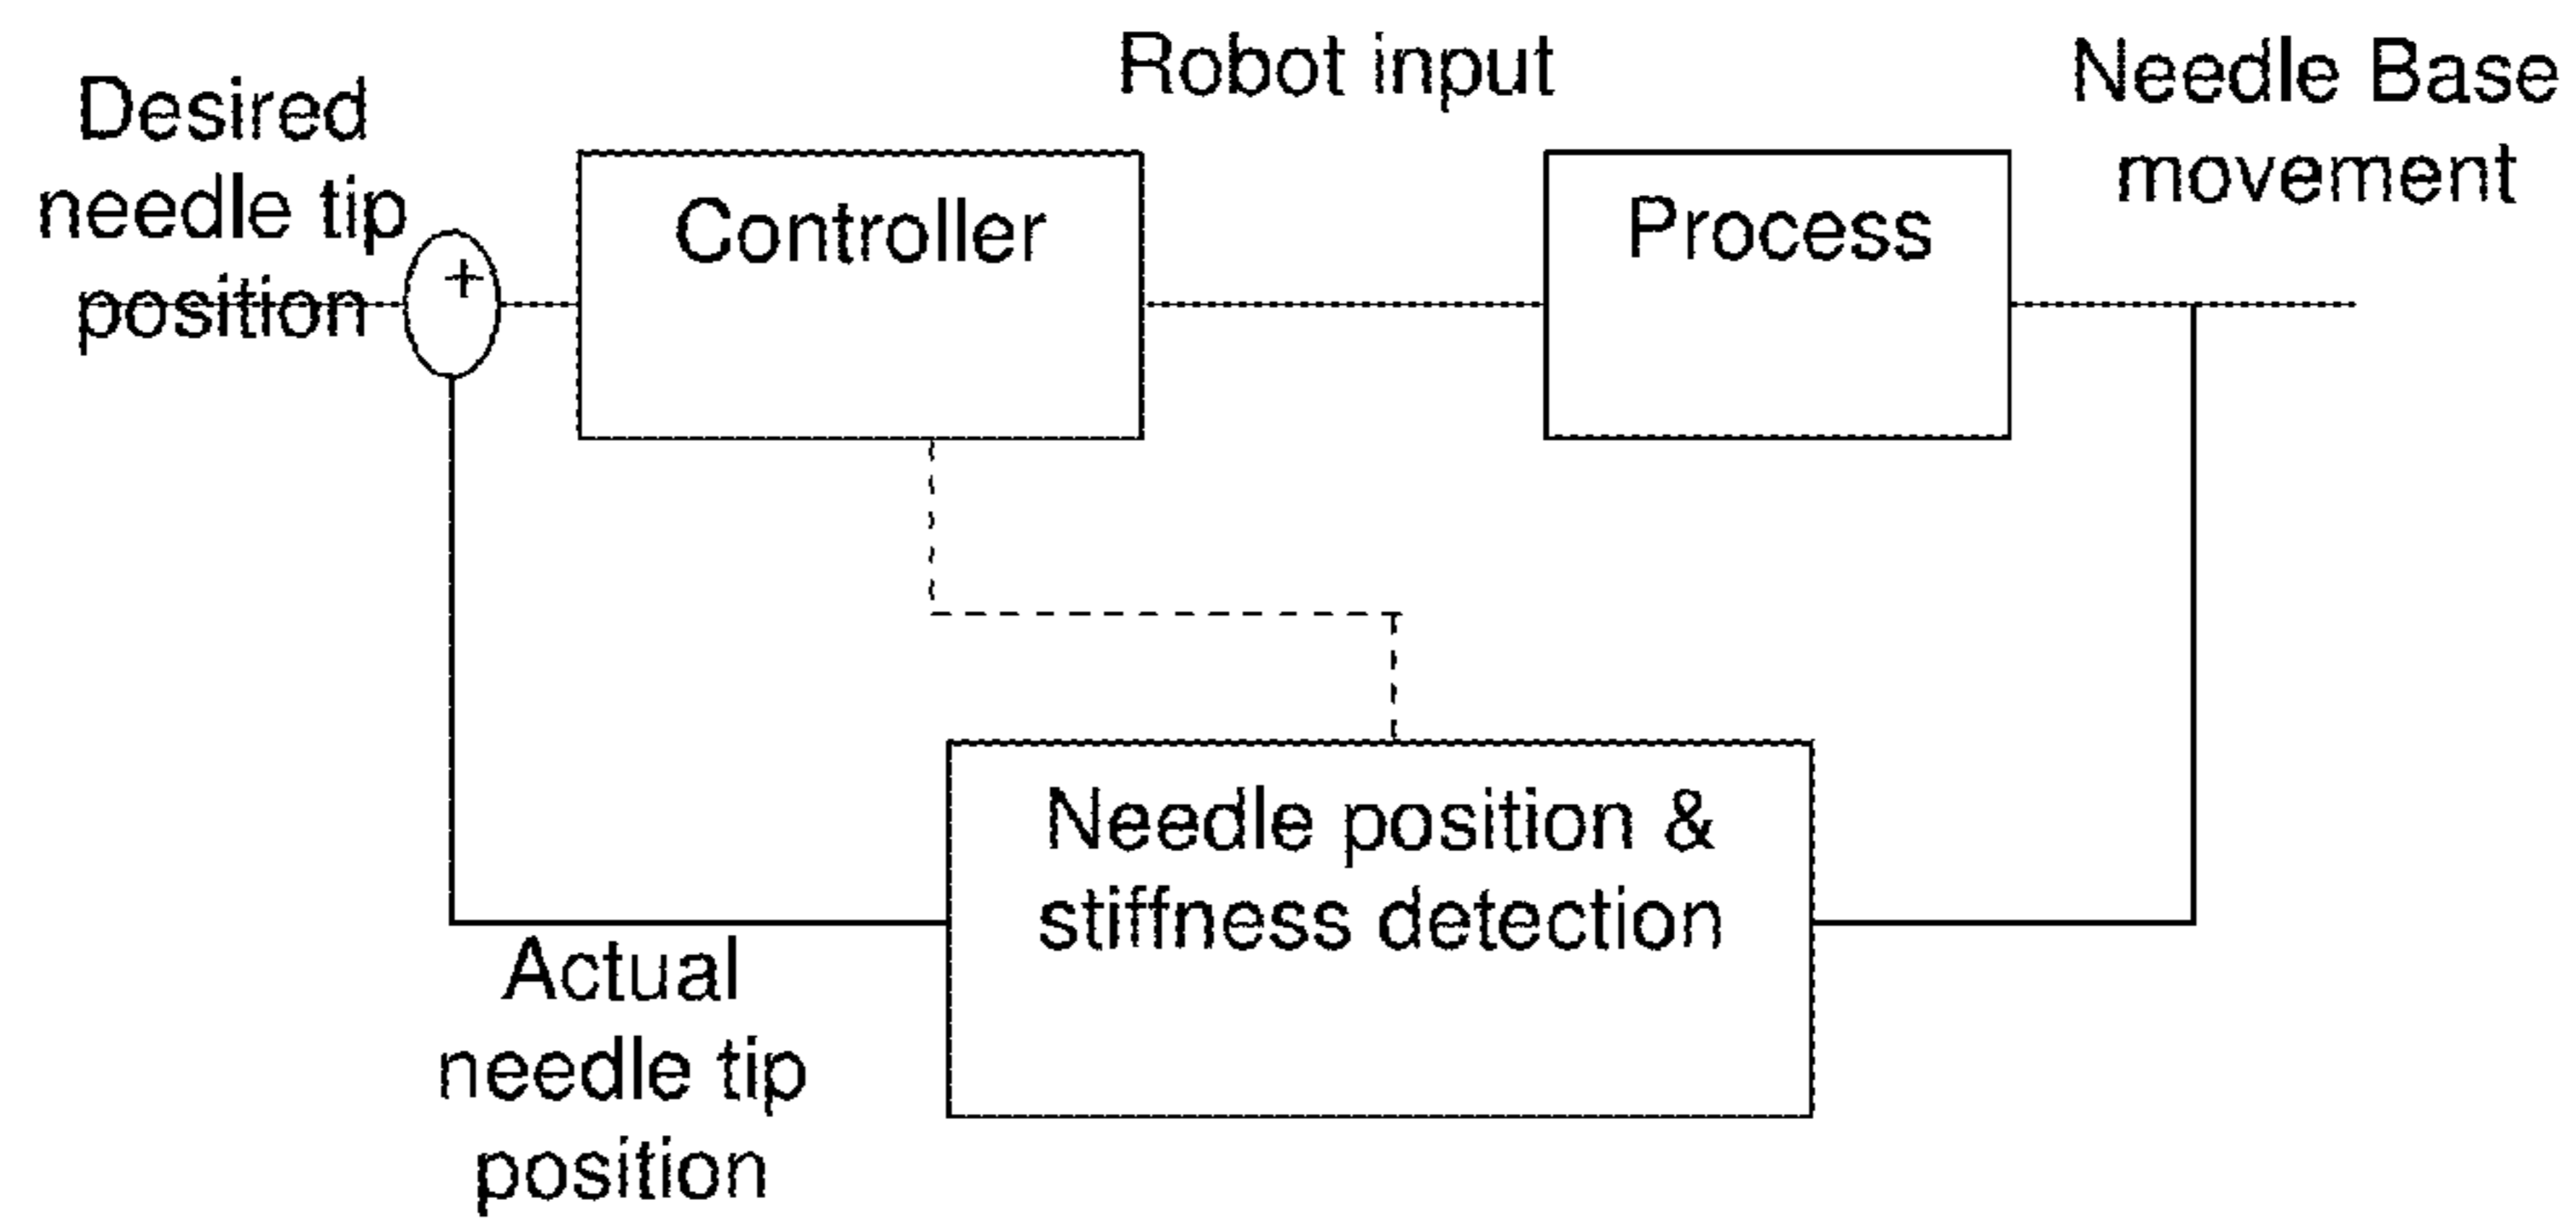 Desired
needle tip
position
+
Controller
Robot input
Process
Needle Base
movement
Needle position &
stiffness detection
Actual
needle tip
position